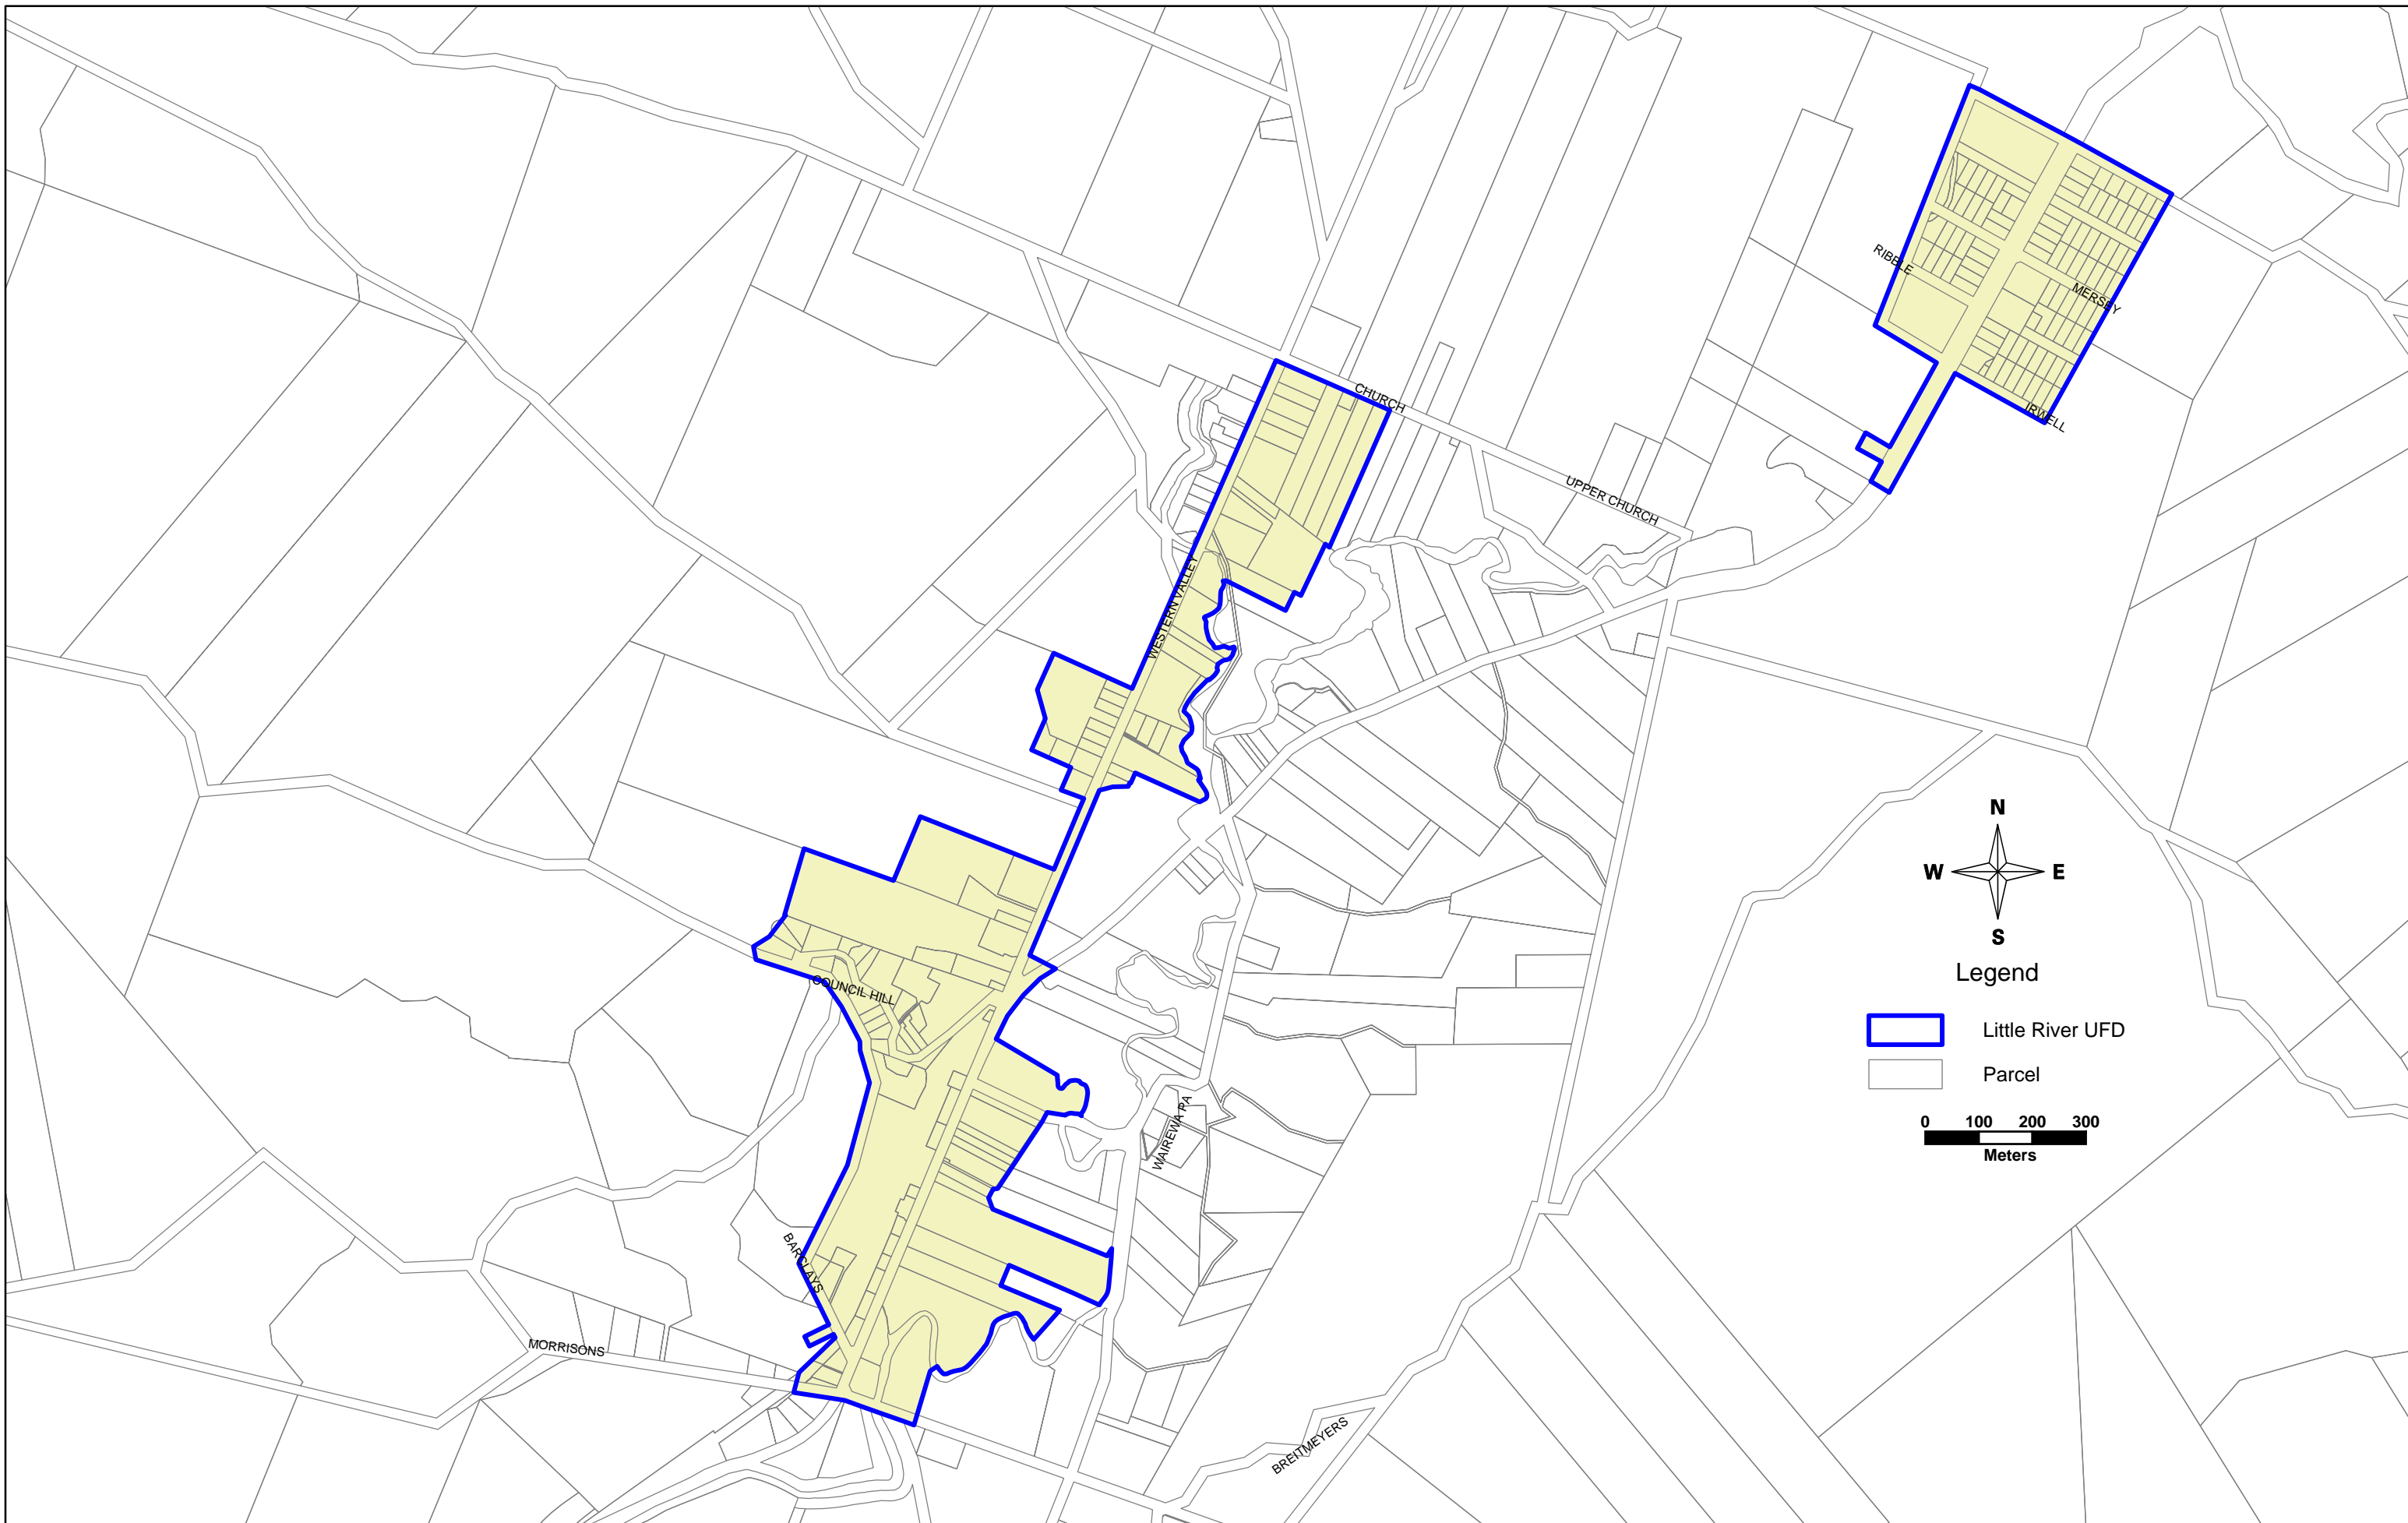 RIBBLE
MERSEY
CHURCH
IRWELL
UPPER CHURCH
WESTERN VALLEY
N
W E
S
Legend
COUNCIL HILL
Little River UFD
Parcel
0 100 200 300
Meters
WAIREWA PA
BARCLAYS
MORRISONS
BREITMEYERS